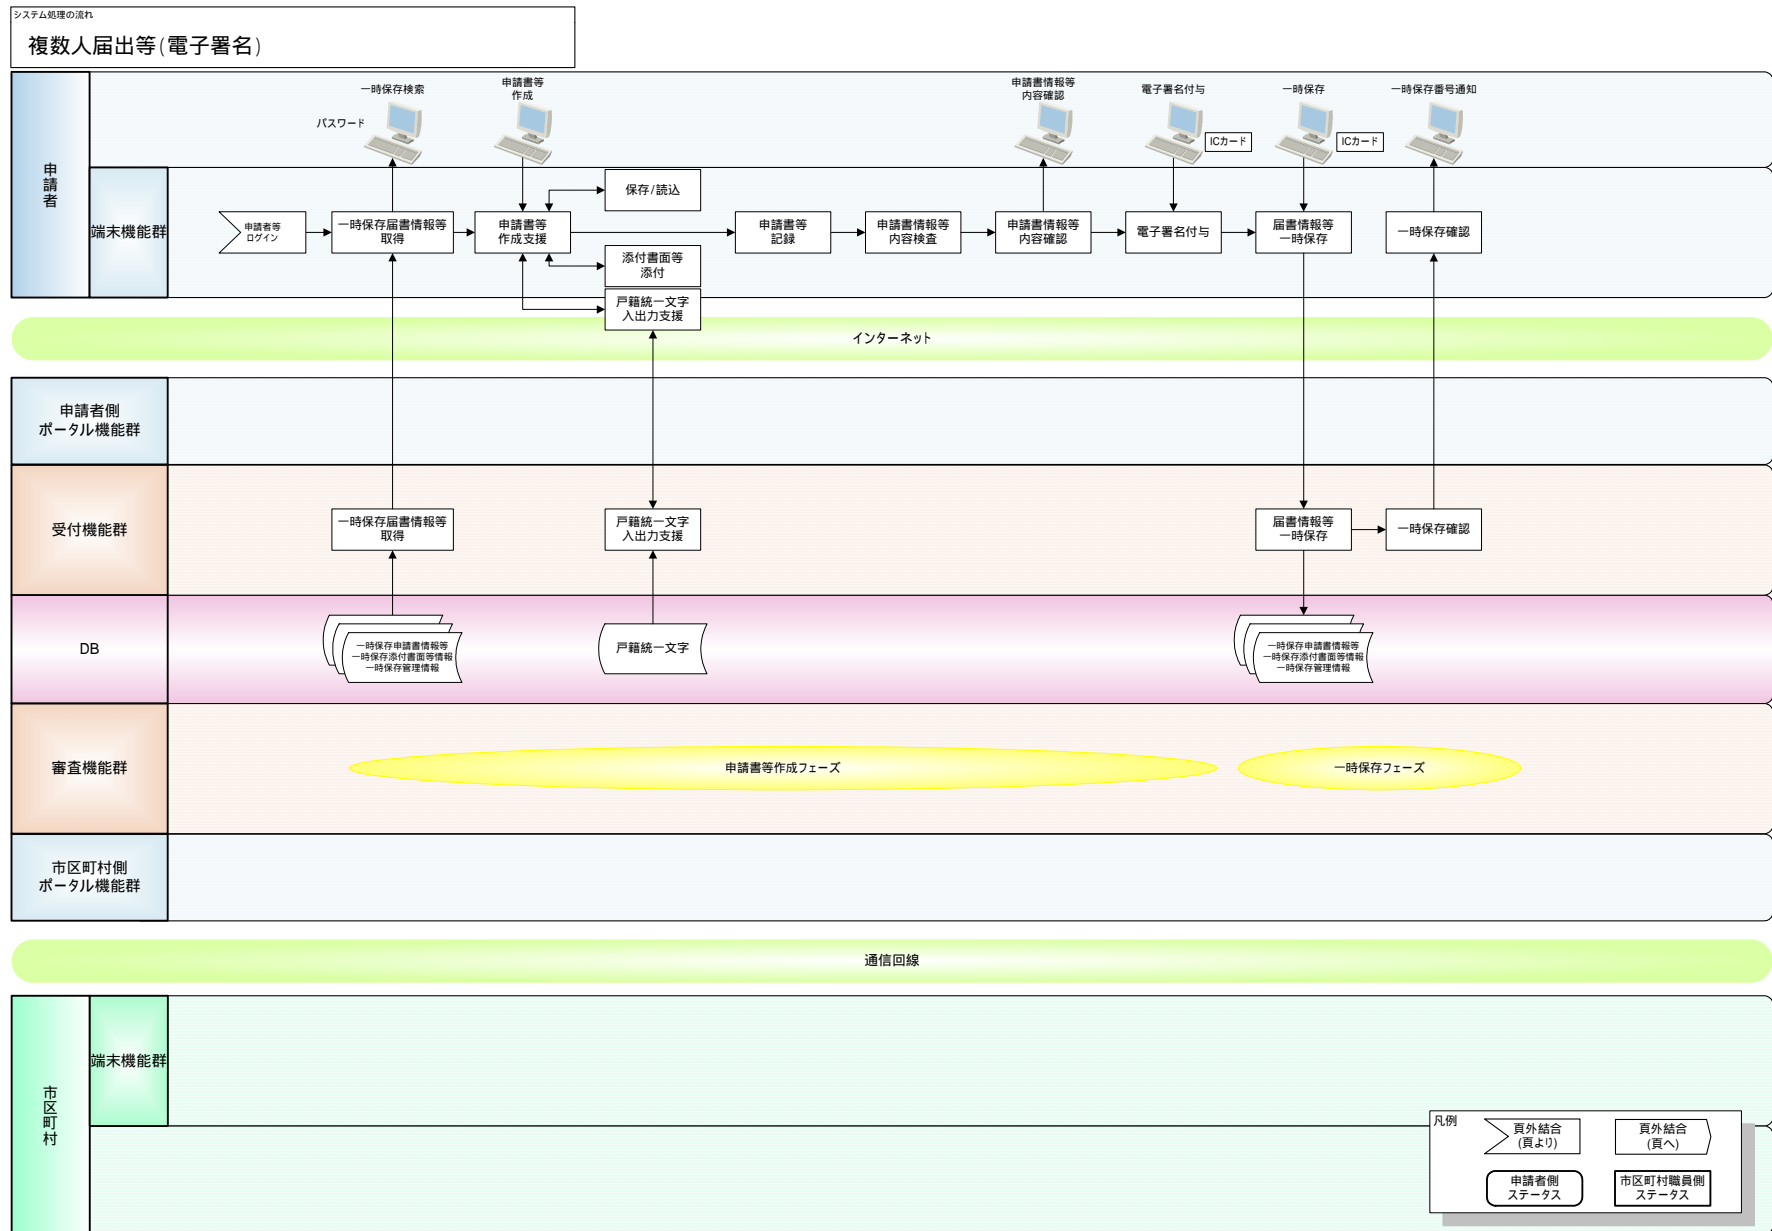 システム処理の流れ
複数人届出等(電子署名)
申請者
一時保存検索
パスワード
申請書等
作成
申請書情報等
内容確認
電子署名付与
ICカード
一時保存
ICカード
一時保存番号通知
端末機能群
申請者等
ログイン
一時保存届書情報等
取得
申請書等
作成支援
保存/読込
添付書面等
添付
戸籍統一文字
入出力支援
申請書等
記録
申請書情報等
内容検査
申請書情報等
内容確認
電子署名付与
届書情報等
一時保存
一時保存確認
インターネット
申請者側
ポータル機能群
受付機能群
一時保存届書情報等
取得
戸籍統一文字
入出力支援
届書情報等
一時保存
一時保存確認
DB
一時保存申請書情報等
一時保存添付書面等情報
一時保存管理情報
戸籍統一文字
一時保存申請書情報等
一時保存添付書面等情報
一時保存管理情報
審査機能群
申請書等作成フェーズ
一時保存フェーズ
市区町村側
ポータル機能群
通信回線
市区町村
端末機能群
凡例
頁外結合
(頁より)
頁外結合
(頁へ)
申請者側
ステータス
市区町村職員側
ステータス